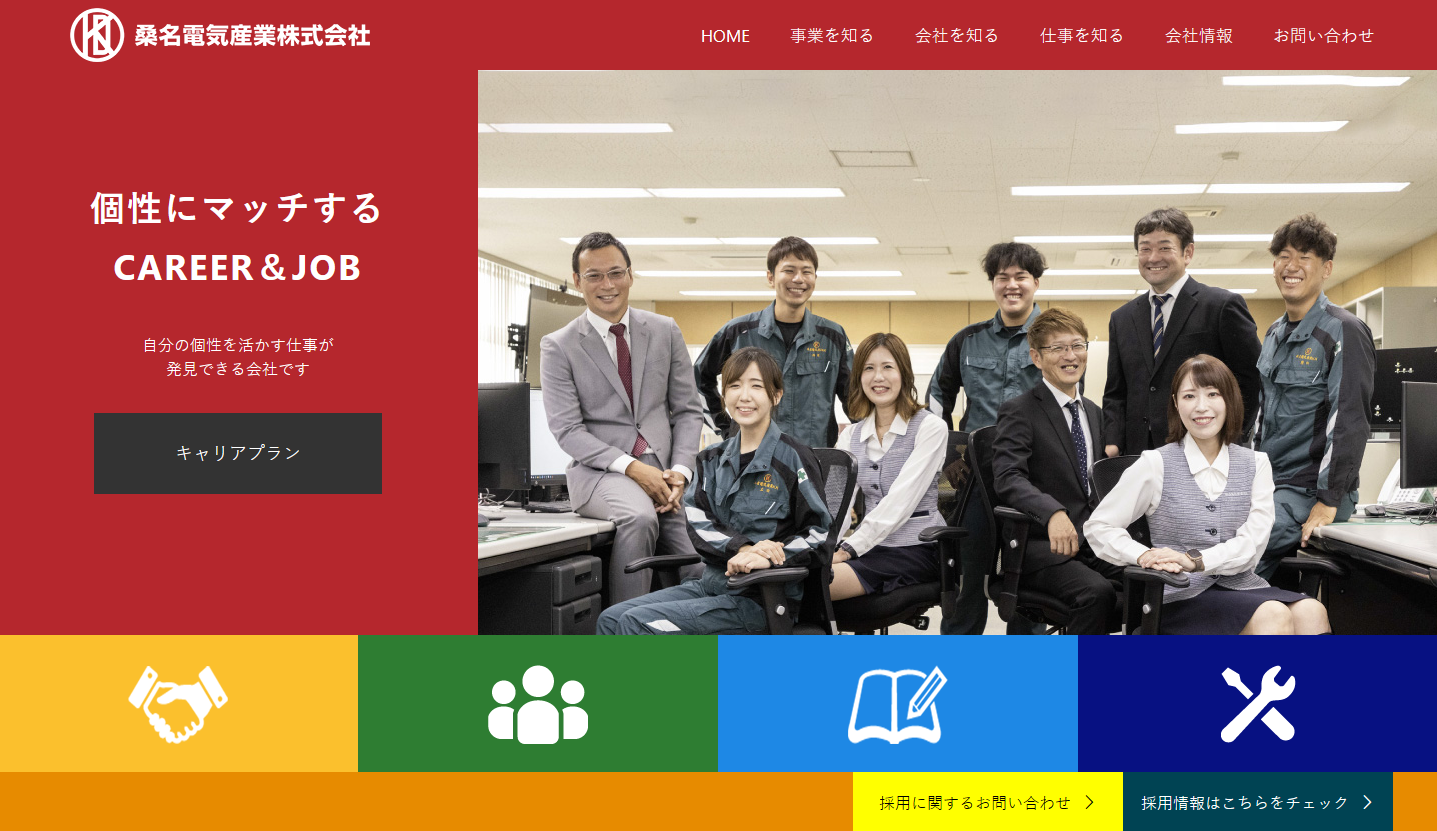 桑名電気産業株式会社
HOME 事業を知る 会社を知る 仕事を知る 会社情報 お問い合わせ
個性にマッチする
CAREER＆JOB
自分の個性を活かす仕事が
発見できる会社です
キャリアプラン
採用に関するお問い合わせ
採用情報はこちらをチェック